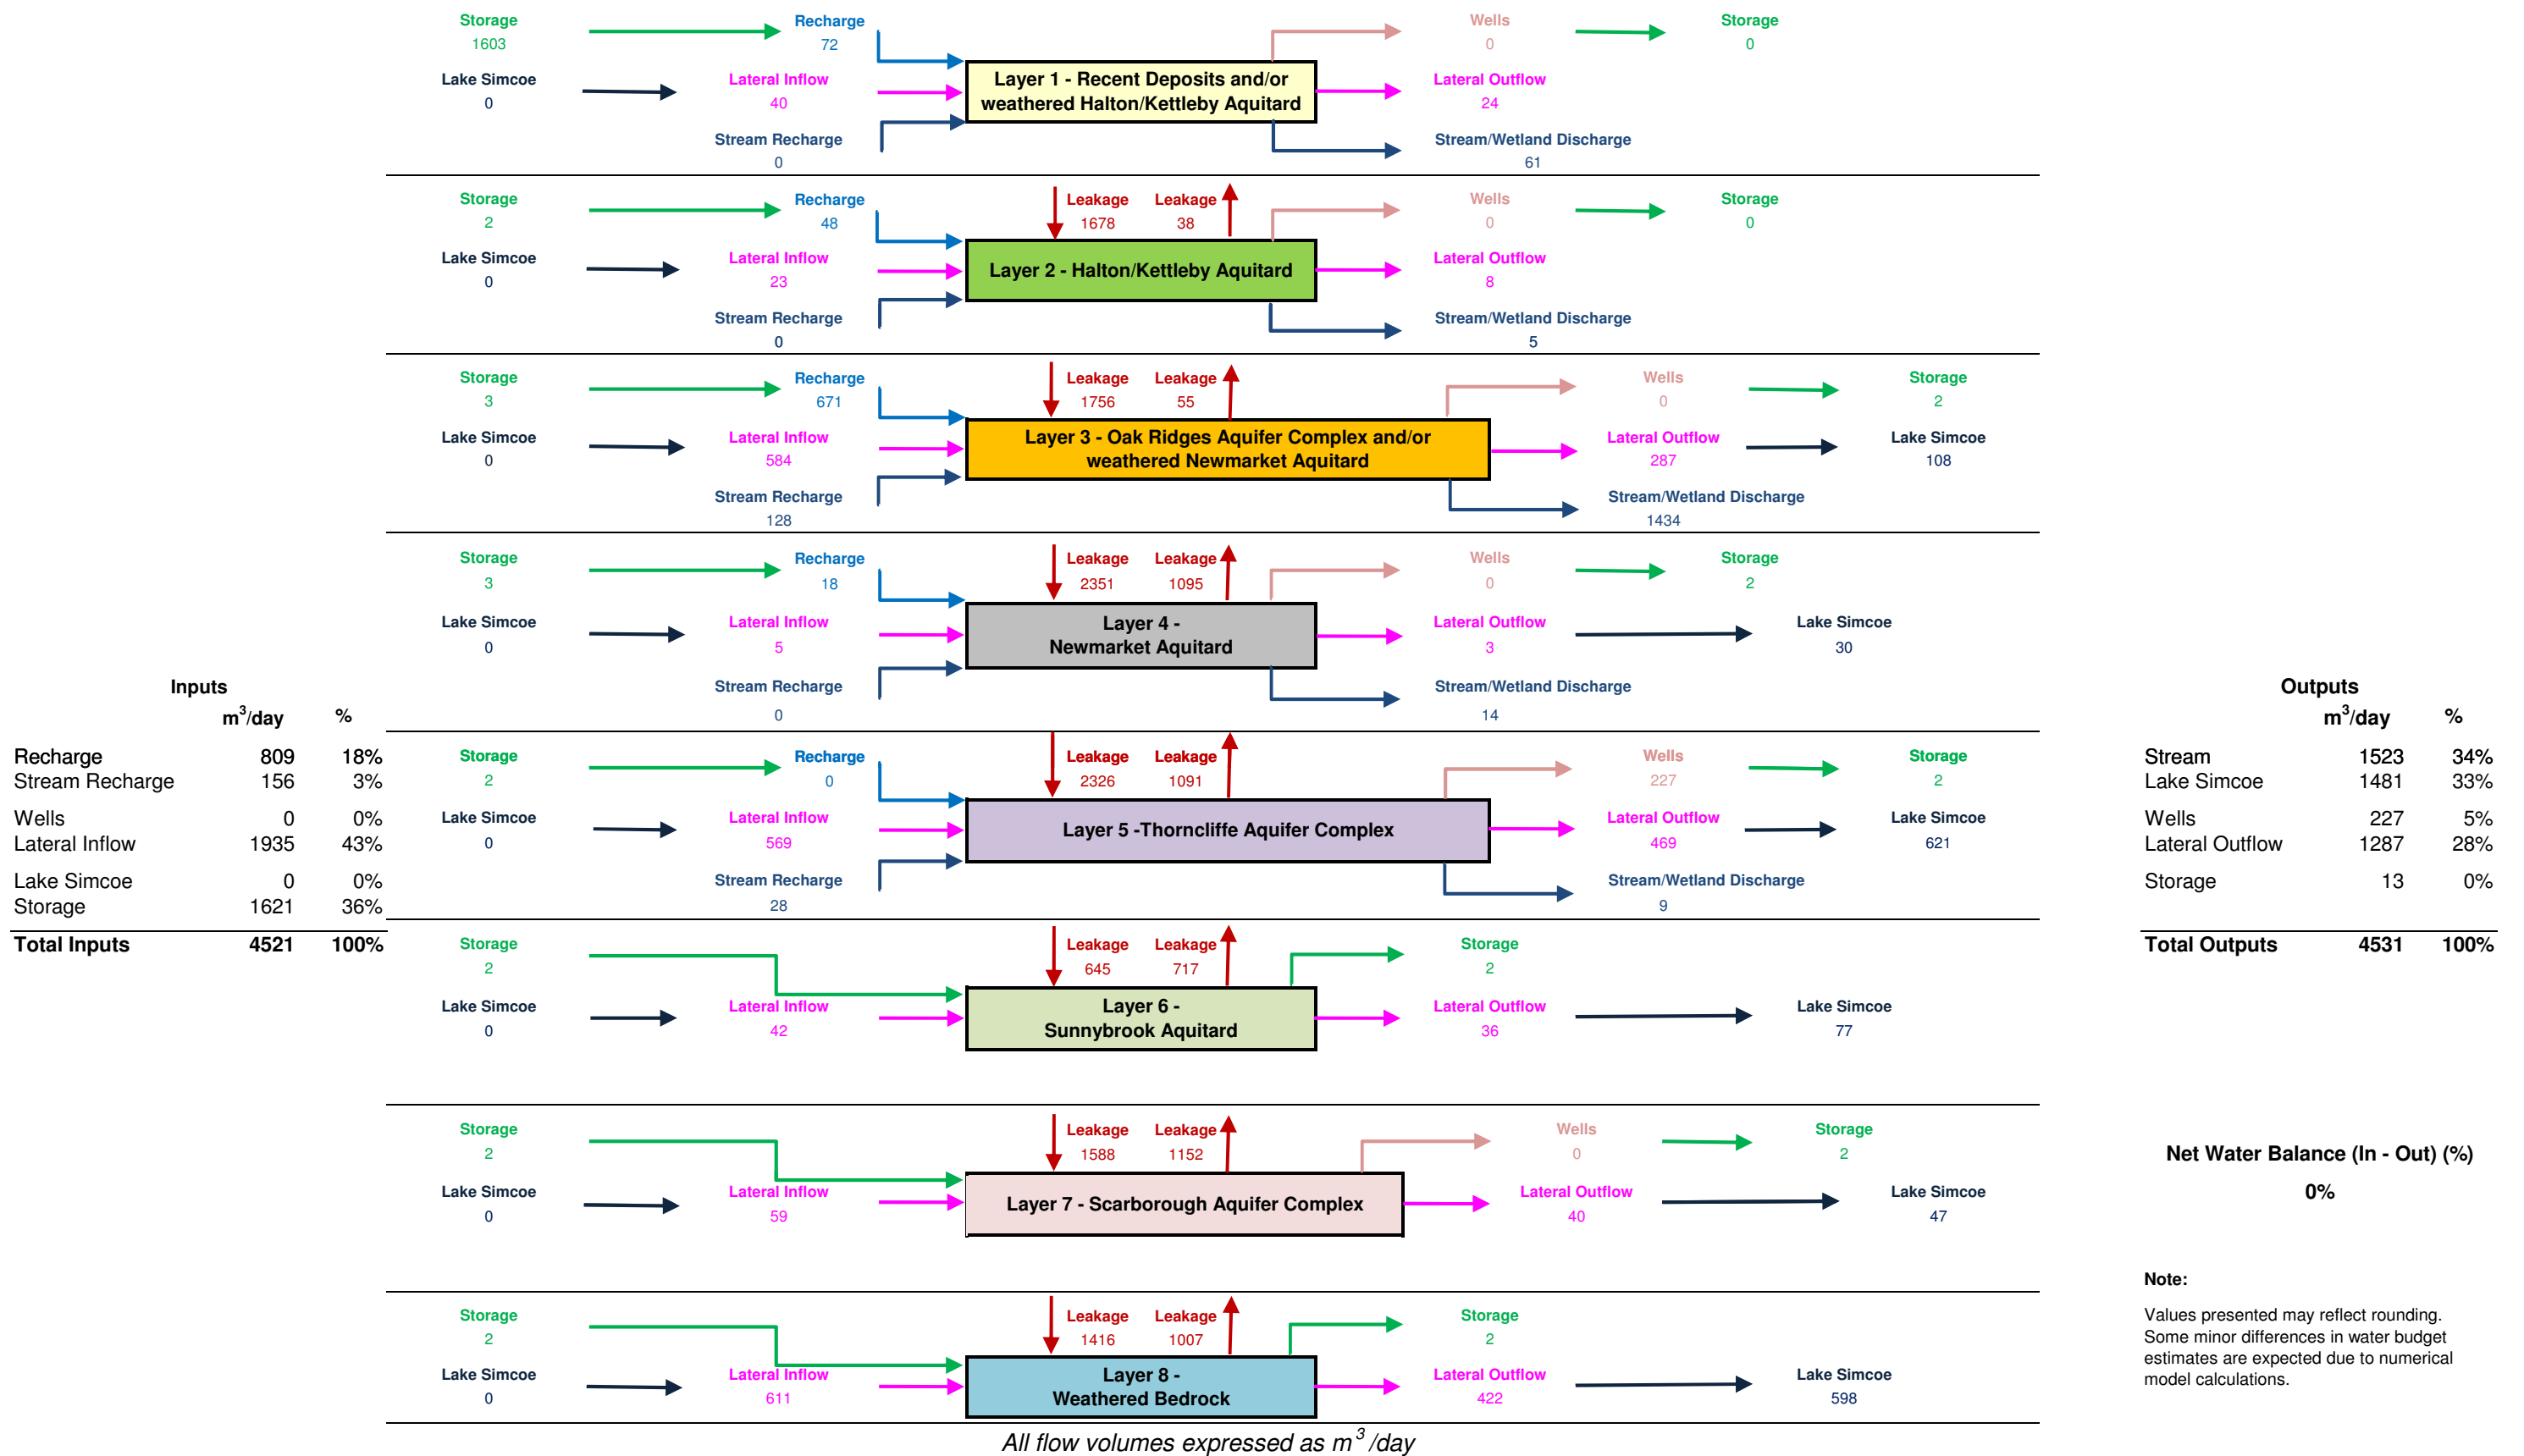 Storage
1603
Recharge
72
Wells
0
Storage
0
Lake Simcoe
0
Lateral Inflow
40
Layer 1 - Recent Deposits and/or
weathered Halton/Kettleby Aquitard
Lateral Outflow
24
Stream Recharge
0
Stream/Wetland Discharge
61
Storage
2
Recharge
48
Leakage
1678
Leakage
38
Wells
0
Storage
0
Lake Simcoe
0
Lateral Inflow
23
Layer 2 - Halton/Kettleby Aquitard
Lateral Outflow
8
Stream Recharge
0
Stream/Wetland Discharge
5
Storage
3
Recharge
671
Leakage
1756
Leakage
55
Wells
0
Storage
2
Lake Simcoe
0
Lateral Inflow
584
Layer 3 - Oak Ridges Aquifer Complex and/or
weathered Newmarket Aquitard
Lateral Outflow
287
Lake Simcoe
108
Stream Recharge
128
Stream/Wetland Discharge
1434
Storage
3
Recharge
18
Leakage
2351
Leakage
1095
Wells
0
Storage
2
Lake Simcoe
0
Lateral Inflow
5
Layer 4 -
Newmarket Aquitard
Lateral Outflow
3
Lake Simcoe
30
Stream Recharge
0
Stream/Wetland Discharge
14
Storage
2
Recharge
0
Leakage
2326
Leakage
1091
Wells
227
Storage
2
Lake Simcoe
0
Lateral Inflow
569
Layer 5 -Thorncliffe Aquifer Complex
Lateral Outflow
469
Lake Simcoe
621
Stream Recharge
28
Stream/Wetland Discharge
9
Storage
2
Leakage
645
Leakage
717
Storage
2
Lake Simcoe
0
Lateral Inflow
42
Layer 6 -
Sunnybrook Aquitard
Lateral Outflow
36
Lake Simcoe
77
Storage
2
Leakage
1588
Leakage
1152
Wells
0
Storage
2
Lake Simcoe
0
Lateral Inflow
59
Layer 7 - Scarborough Aquifer Complex
Lateral Outflow
40
Lake Simcoe
47
Storage
2
Leakage
1416
Leakage
1007
Storage
2
Lake Simcoe
0
Lateral Inflow
611
Layer 8 -
Weathered Bedrock
Lateral Outflow
422
Lake Simcoe
598
All flow volumes expressed as m³/day
Inputs
m³/day %
Recharge 809 18%
Stream Recharge 156 3%
Wells 0 0%
Lateral Inflow 1935 43%
Lake Simcoe 0 0%
Storage 1621 36%
Total Inputs 4521 100%
Outputs
m³/day %
Stream 1523 34%
Lake Simcoe 1481 33%
Wells 227 5%
Lateral Outflow 1287 28%
Storage 13 0%
Total Outputs 4531 100%
Net Water Balance (In - Out) (%)
0%
Note:
Values presented may reflect rounding.
Some minor differences in water budget
estimates are expected due to numerical
model calculations.